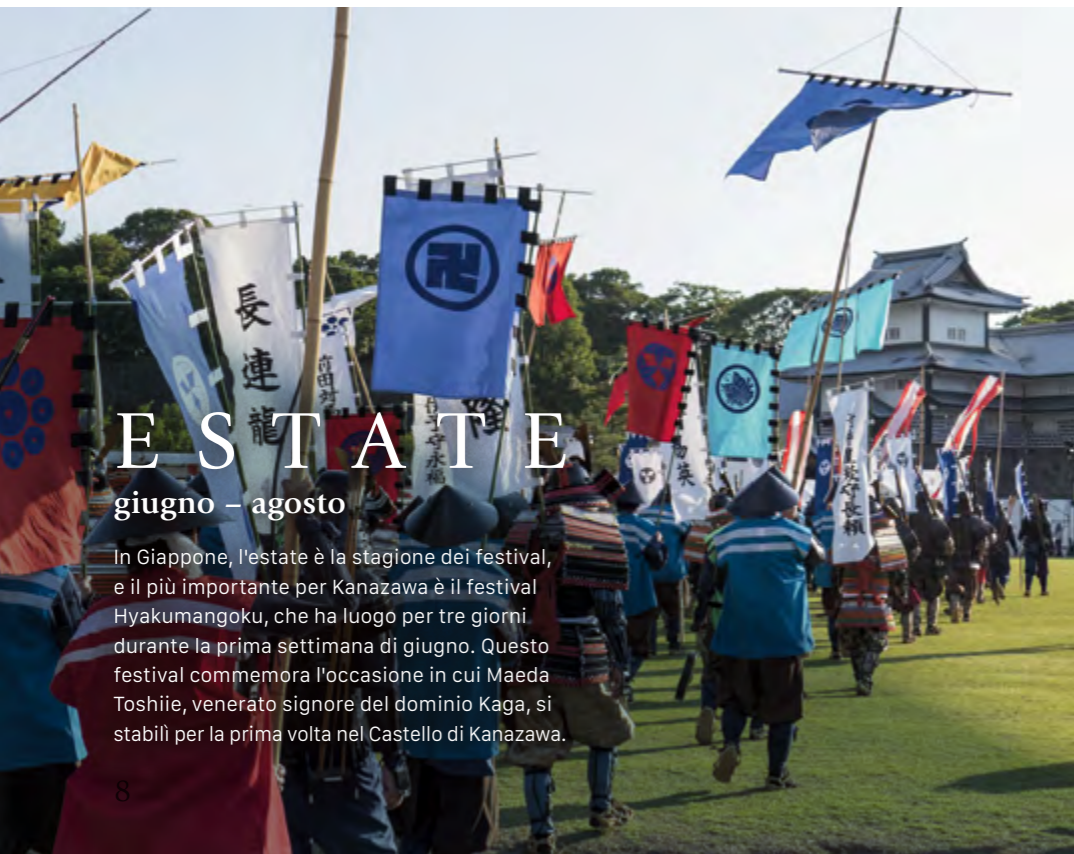 長連龍
ESTATE
giugno – agosto
In Giappone, l'estate è la stagione dei festival,
e il più importante per Kanazawa è il festival
Hyakumangoku, che ha luogo per tre giorni
durante la prima settimana di giugno. Questo
festival commemora l'occasione in cui Maeda
Toshiie, venerato signore del dominio Kaga, si
stabilì per la prima volta nel Castello di Kanazawa.
8